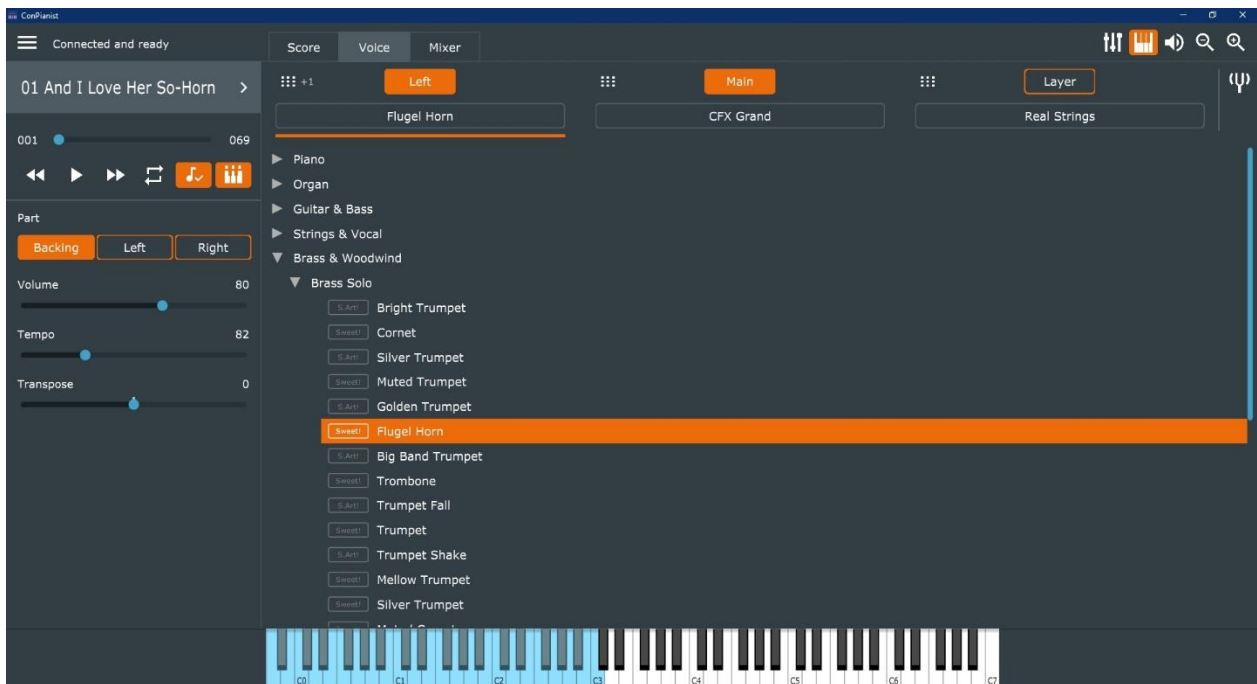 ConPianist
Connected and ready
Score Voice Mixer
01 And I Love Her So-Horn
+1 Left Main Layer
Flugel Horn CFX Grand Real Strings
001 069
Part
Backing Left Right
Volume 80
Tempo 82
Transpose 0
Piano
Organ
Guitar & Bass
Strings & Vocal
Brass & Woodwind
Brass Solo
S.Art! Bright Trumpet
Sweet! Cornet
S.Art! Silver Trumpet
Sweet! Muted Trumpet
S.Art! Golden Trumpet
Sweet! Flugel Horn
S.Art! Big Band Trumpet
Sweet! Trombone
S.Art! Trumpet Fall
Sweet! Trumpet
S.Art! Trumpet Shake
Sweet! Mellow Trumpet
Sweet! Silver Trumpet
C0 C1 C2 C3 C4 C5 C6 C7